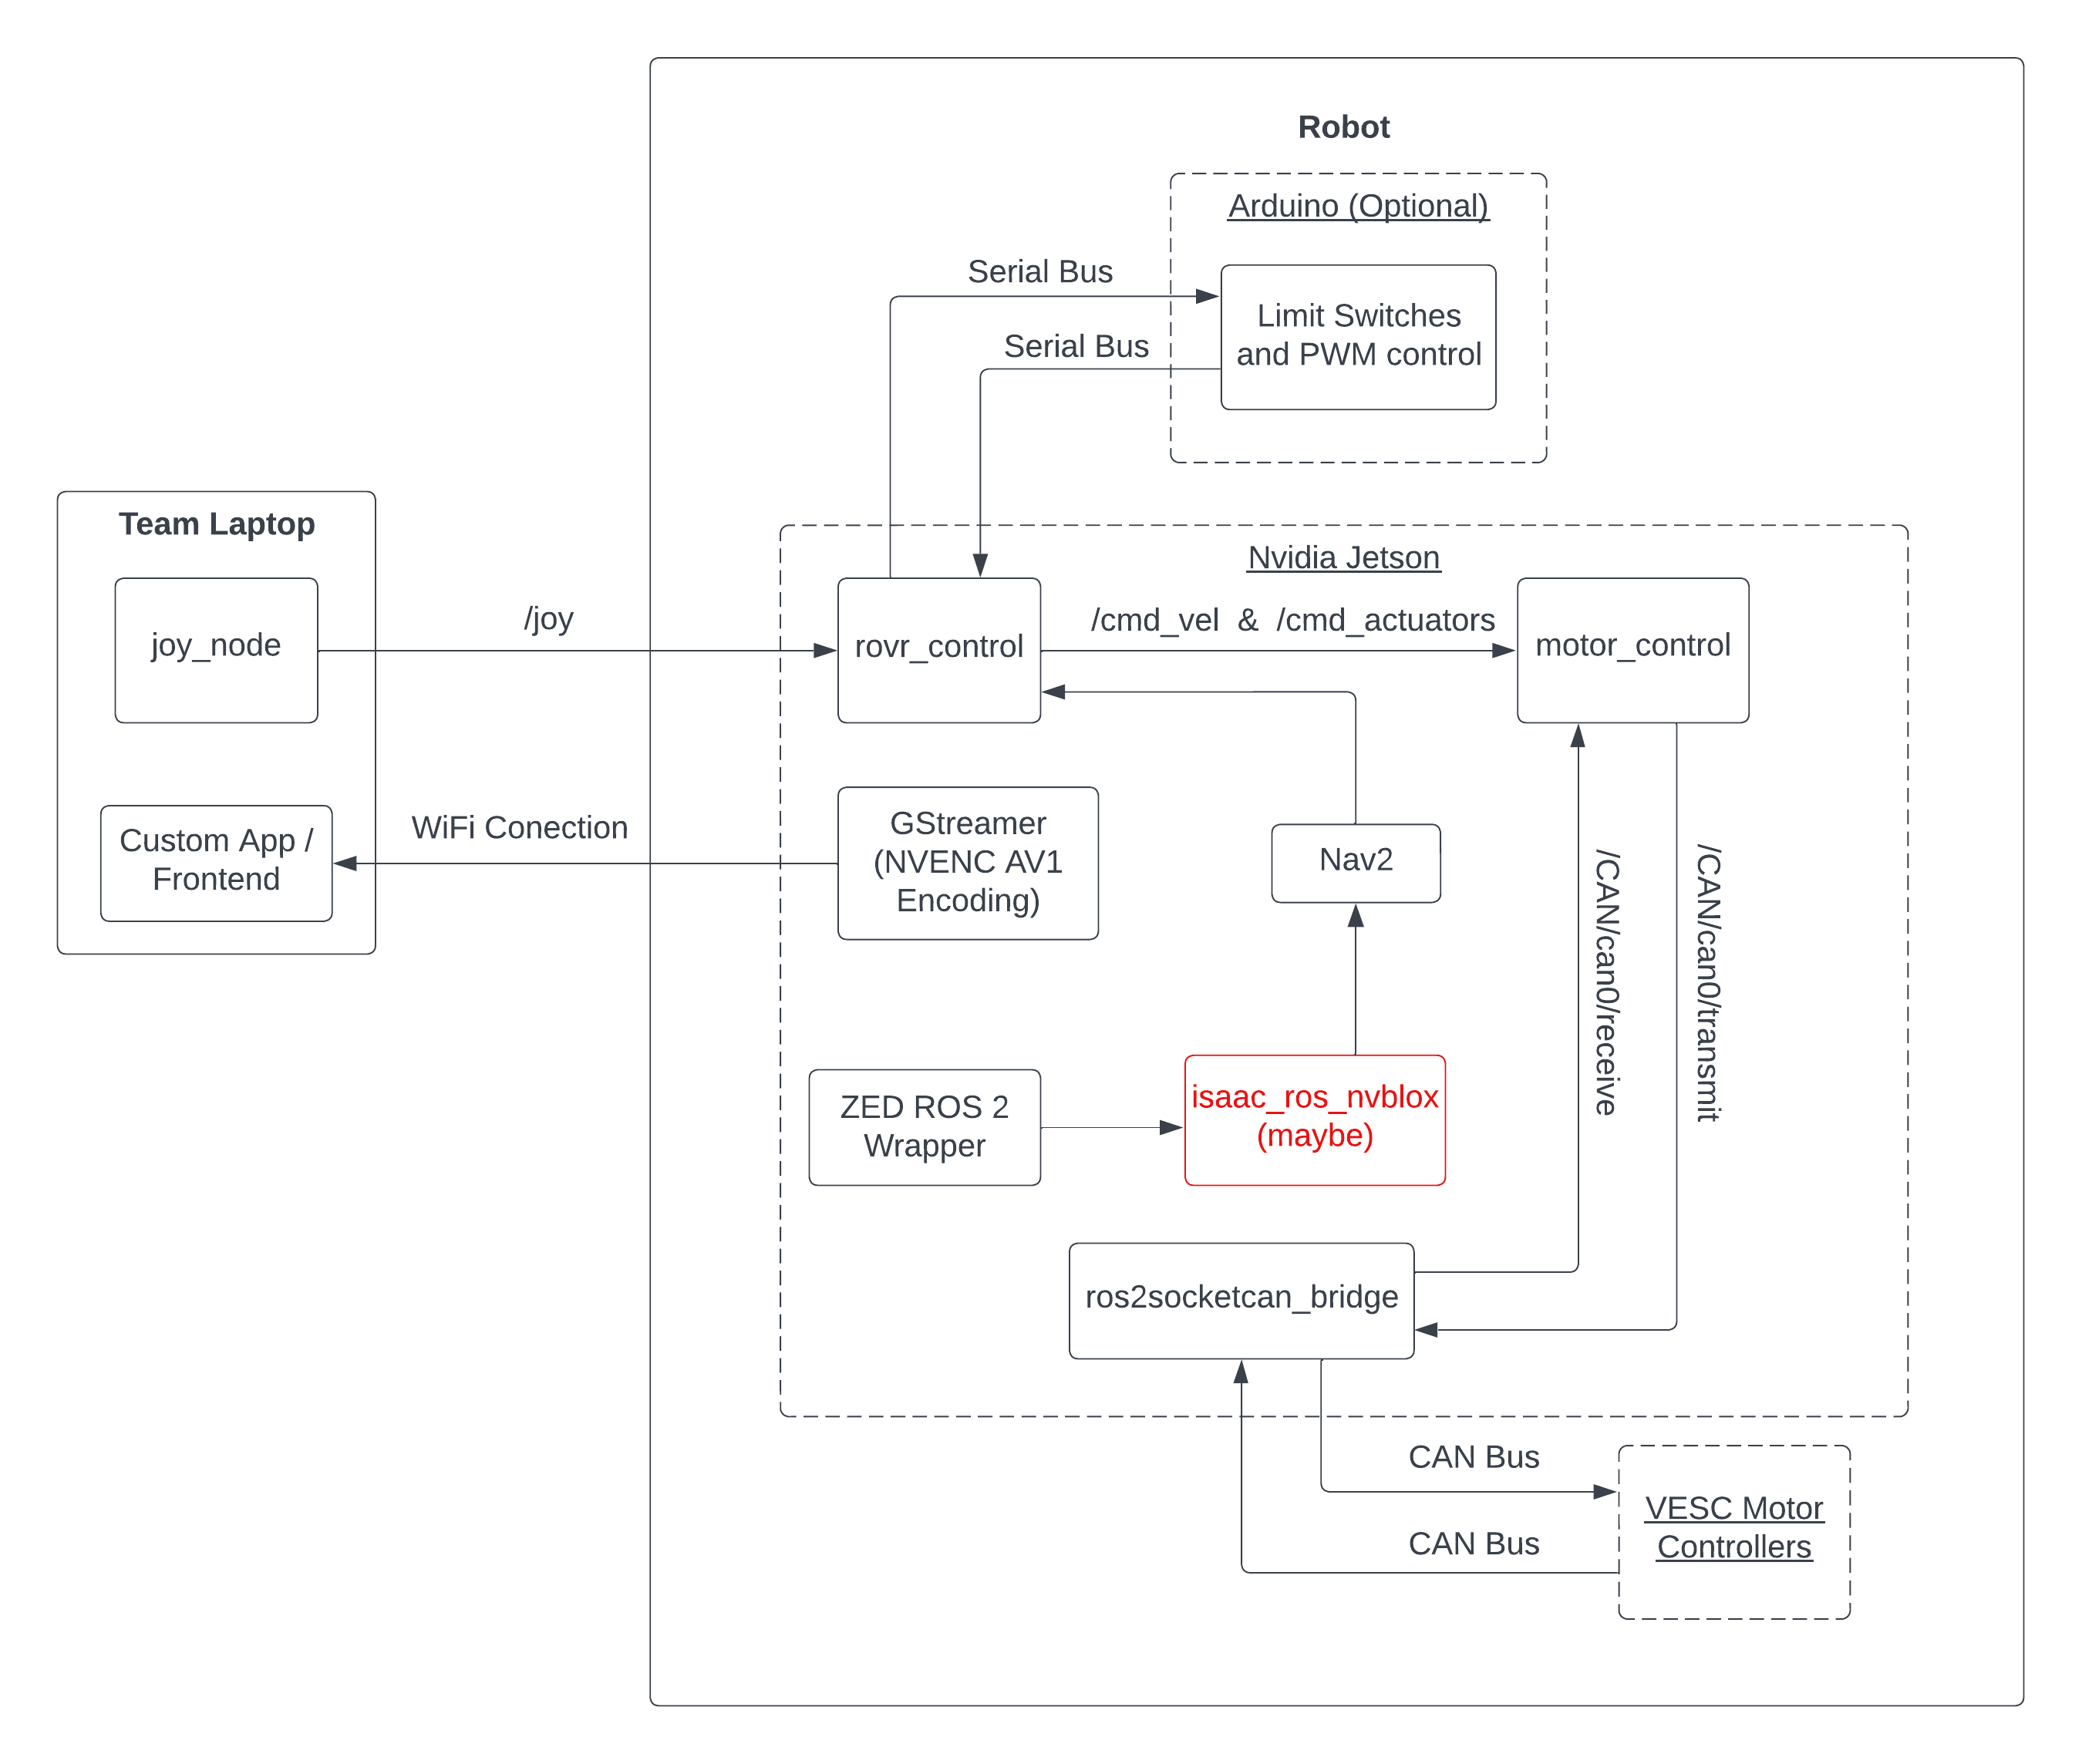 Robot
Arduino (Optional)
Serial Bus
Limit Switches
and PWM control
Serial Bus
Team Laptop
Nvidia Jetson
joy_node
/joy
rovr_control
/cmd_vel & /cmd_actuators
motor_control
Custom App /
Frontend
WiFi Conection
GStreamer
(NVENC AV1
Encoding)
Nav2
/CAN/can0/receive
/CAN/can0/transmit
ZED ROS 2
Wrapper
isaac_ros_nvblox
(maybe)
ros2socketcan_bridge
CAN Bus
CAN Bus
VESC Motor
Controllers